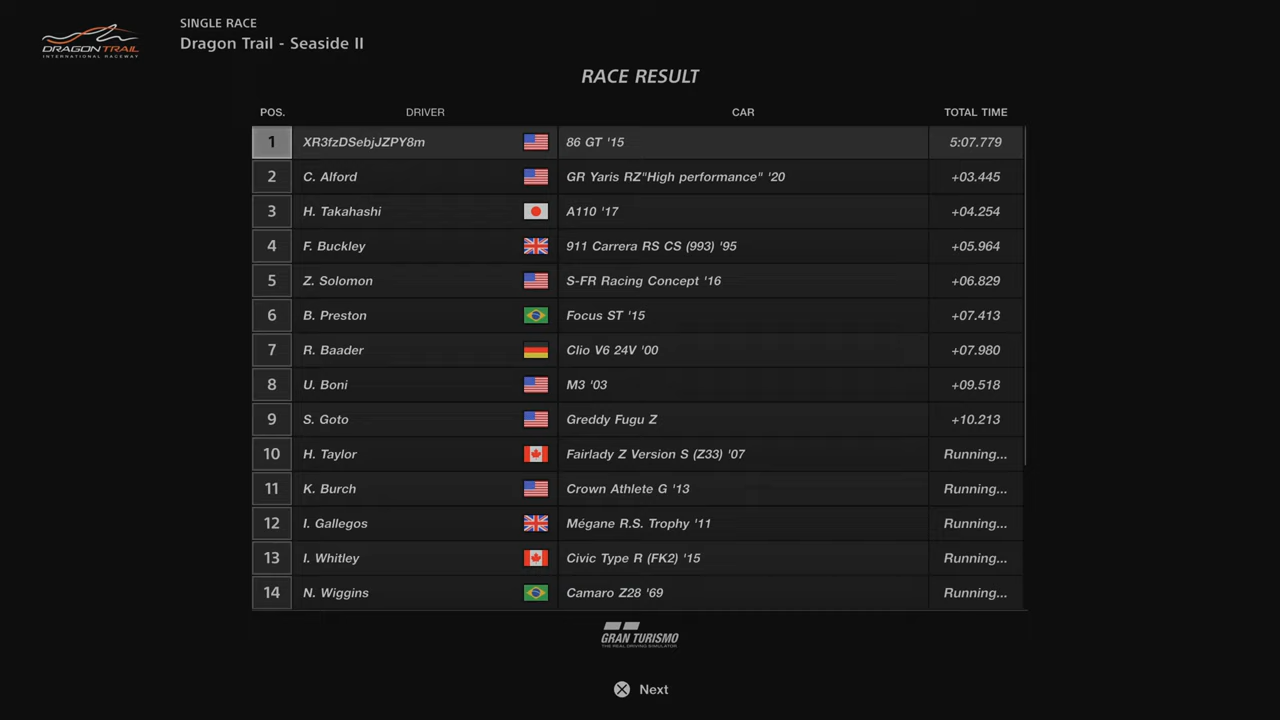 SINGLE RACE
Dragon Trail - Seaside II
DRAGONTRAIL
INTERNATIONAL RACEWAY
RACE RESULT
POS. DRIVER CAR TOTAL TIME
1 XR3fzDSebjJZPY8m 86 GT '15 5:07.779
2 C. Alford GR Yaris RZ"High performance" '20 +03.445
3 H. Takahashi A110 '17 +04.254
4 F. Buckley 911 Carrera RS CS (993) '95 +05.964
5 Z. Solomon S-FR Racing Concept '16 +06.829
6 B. Preston Focus ST '15 +07.413
7 R. Baader Clio V6 24V '00 +07.980
8 U. Boni M3 '03 +09.518
9 S. Goto Greddy Fugu Z +10.213
10 H. Taylor Fairlady Z Version S (Z33) '07 Running...
11 K. Burch Crown Athlete G '13 Running...
12 I. Gallegos Mégane R.S. Trophy '11 Running...
13 I. Whitley Civic Type R (FK2) '15 Running...
14 N. Wiggins Camaro Z28 '69 Running...
GRAN TURISMO
THE REAL DRIVING SIMULATOR
Next